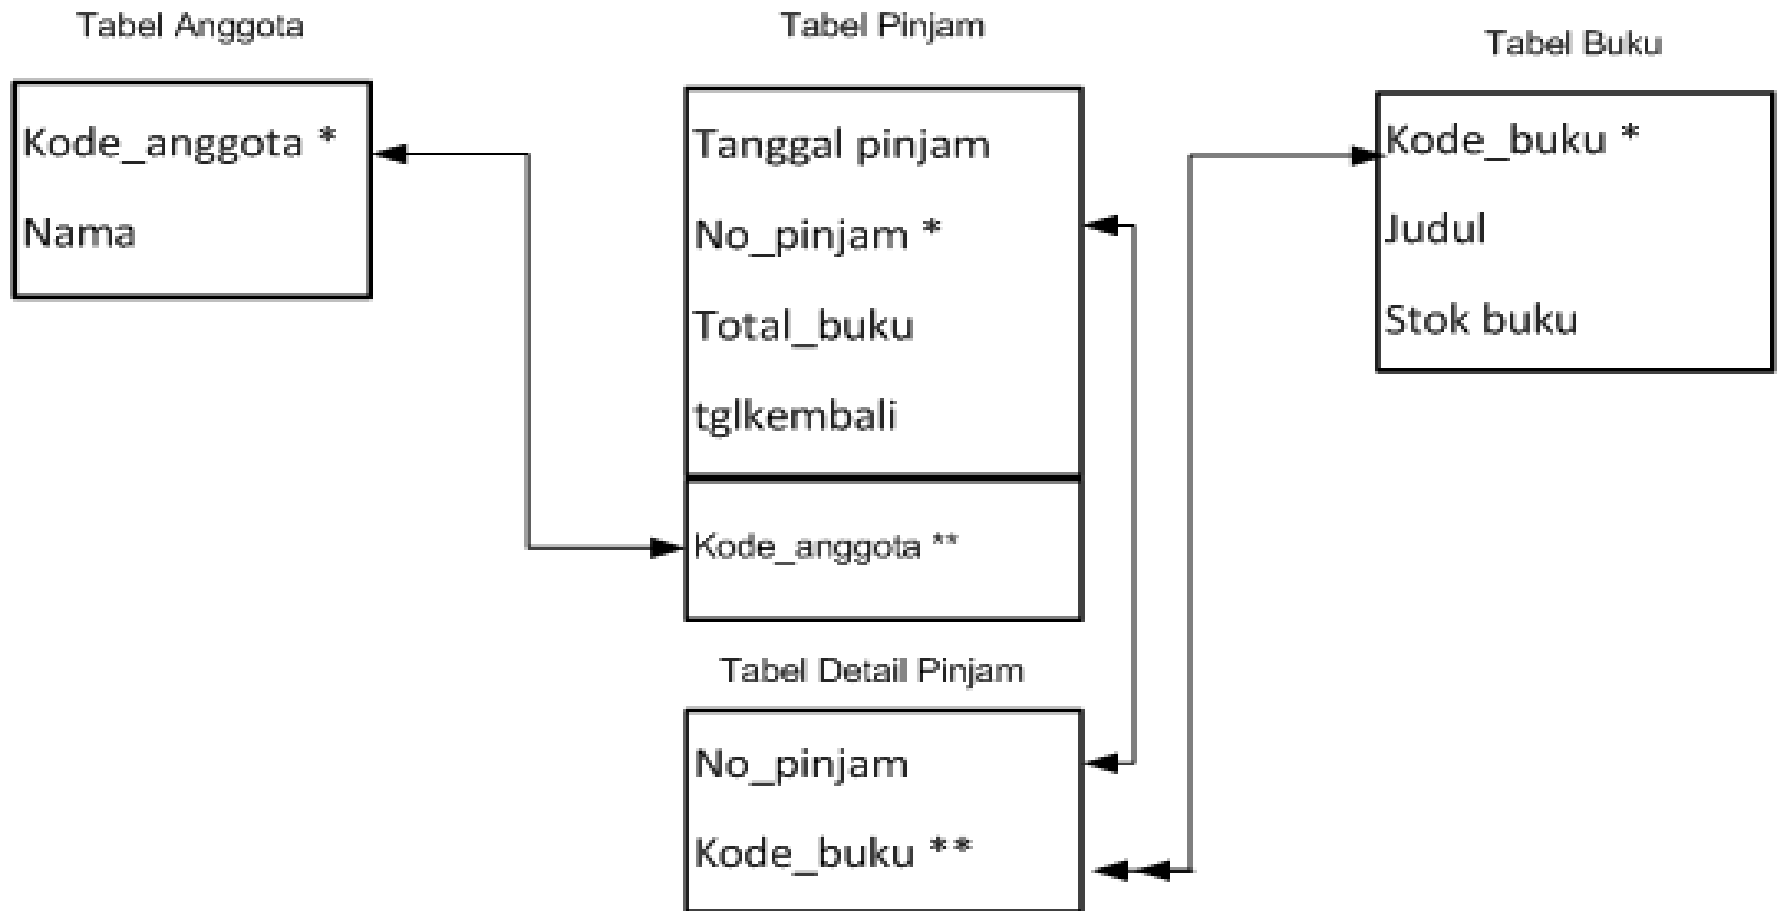 Tabel Anggota
Kode_anggota *
Nama
Tabel Pinjam
Tanggal pinjam
No_pinjam *
Total_buku
tglkembali
Kode_anggota **
Tabel Detail Pinjam
No_pinjam
Kode_buku **
Tabel Buku
Kode_buku *
Judul
Stok buku